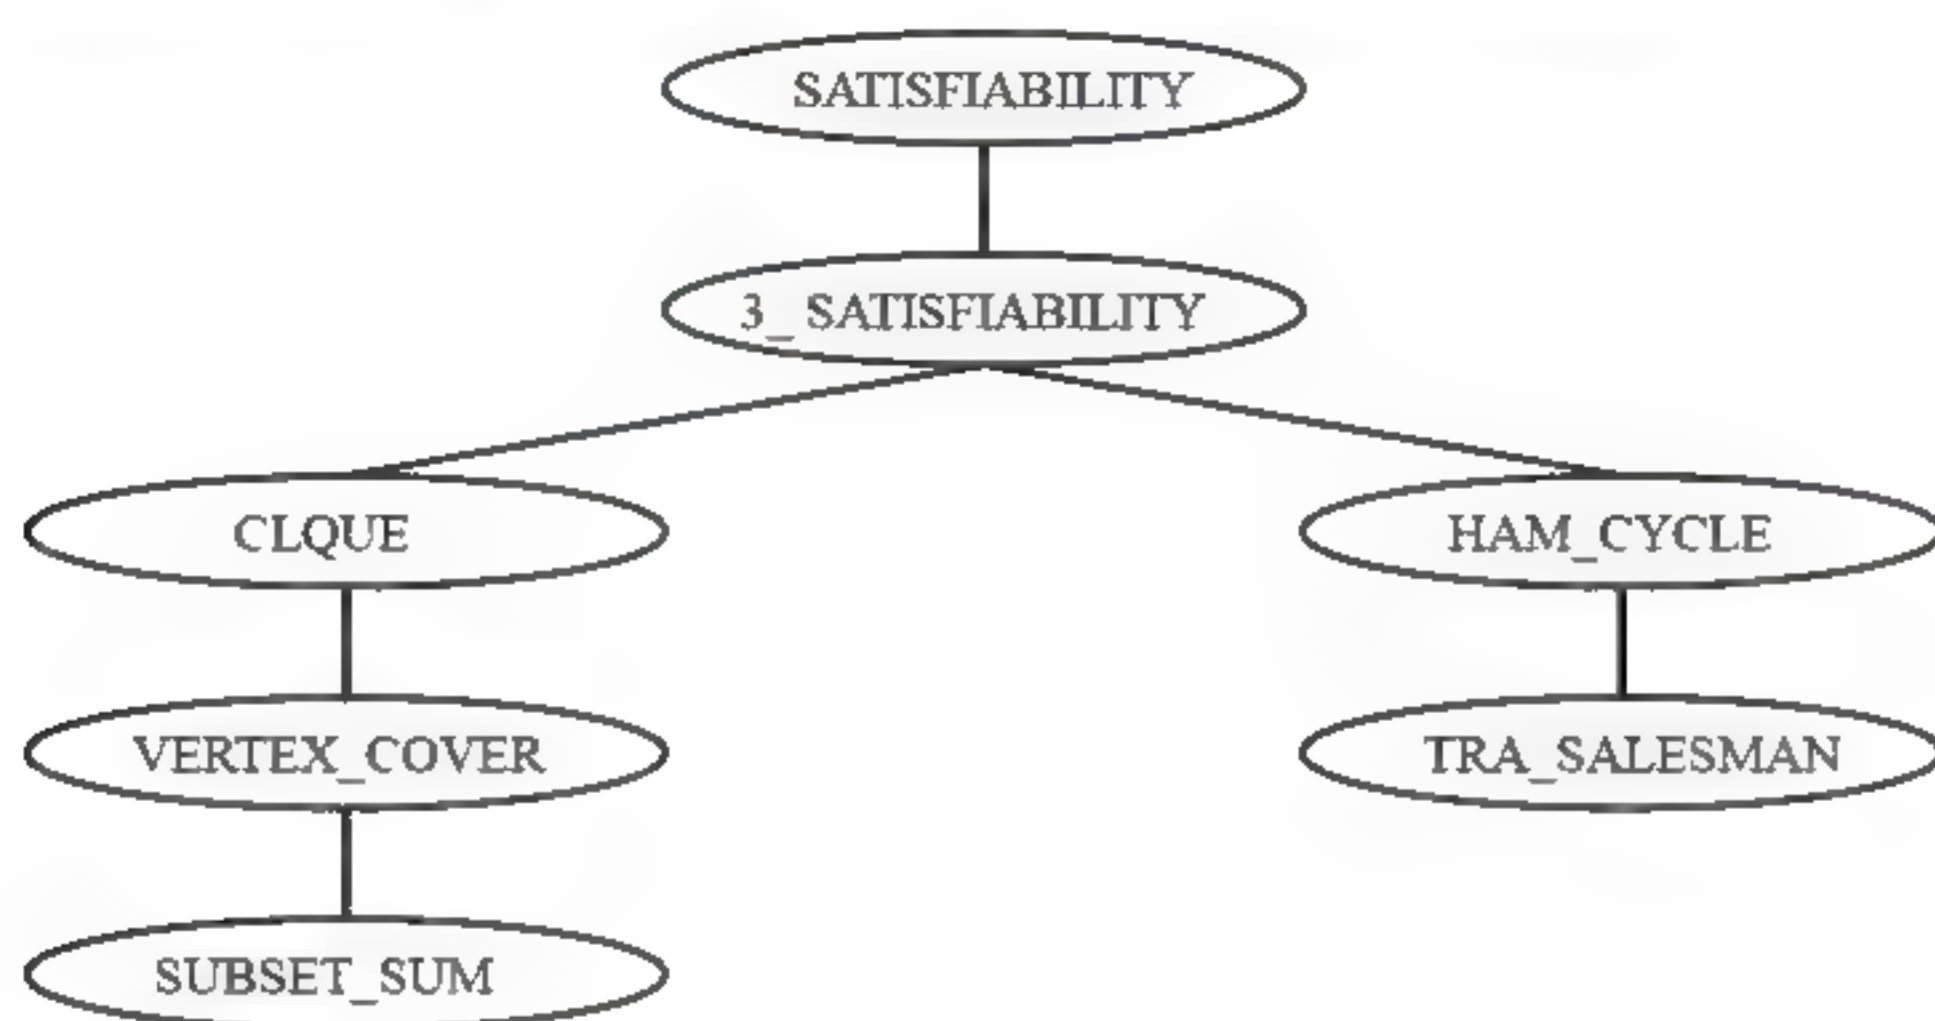 SATISFIABILITY
3_ SATISFIABILITY
CLQUE
HAM_CYCLE
VERTEX_COVER
TRA_SALESMAN
SUBSET_SUM